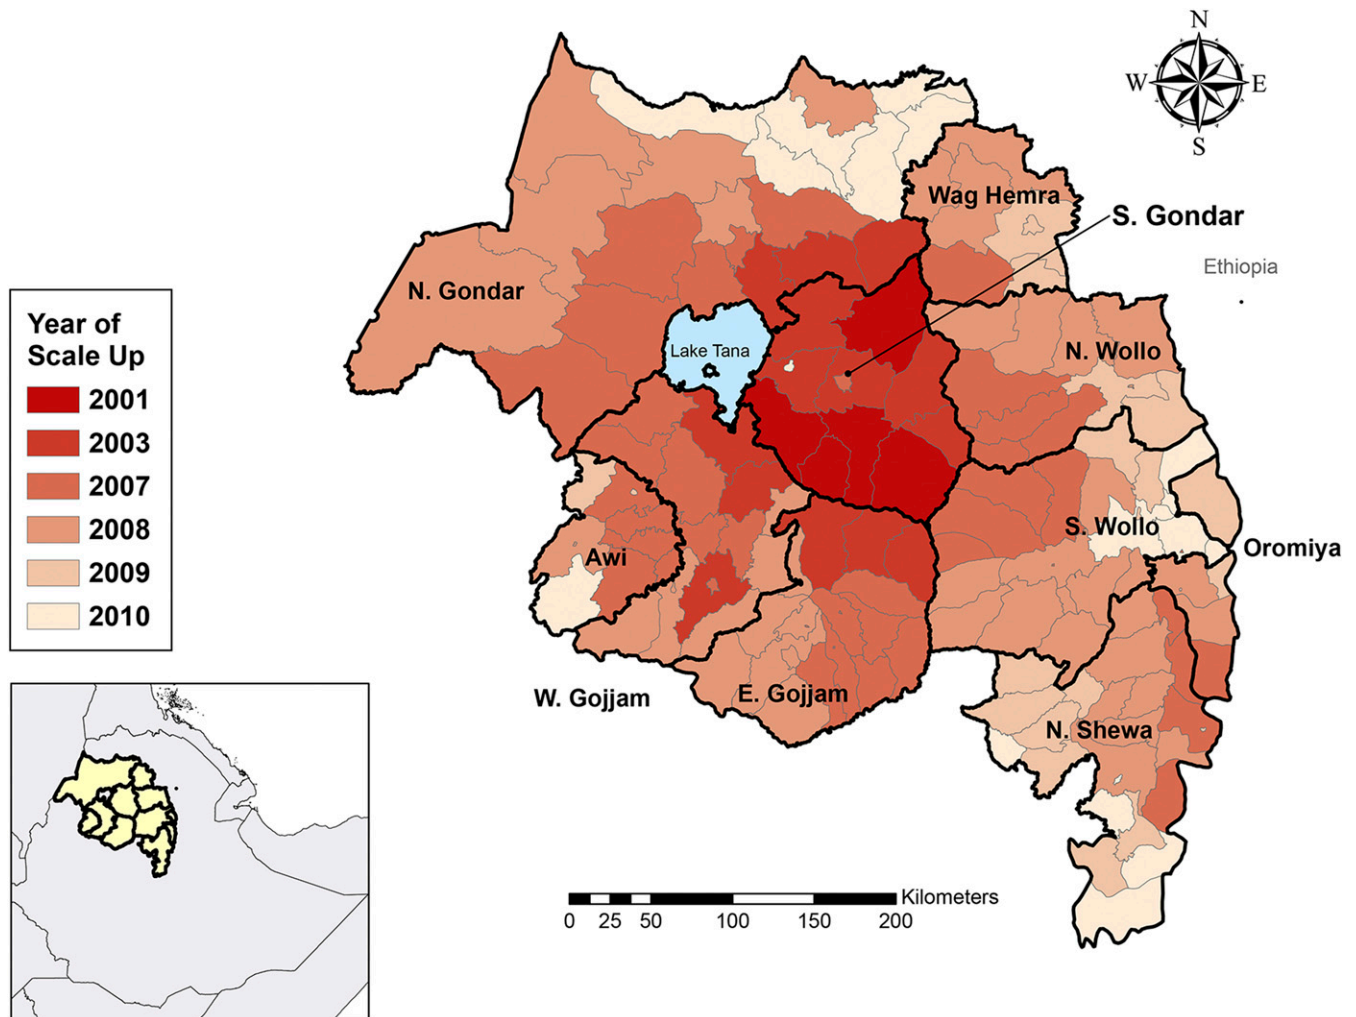 N
W E
S
Wag Hemra
S. Gondar
Ethiopia
N. Gondar
Year of
Scale Up
2001
2003
2007
2008
2009
2010
Lake Tana
N. Wollo
S. Wollo
Oromiya
Awi
W. Gojjam
E. Gojjam
N. Shewa
Kilometers
0 25 50 100 150 200